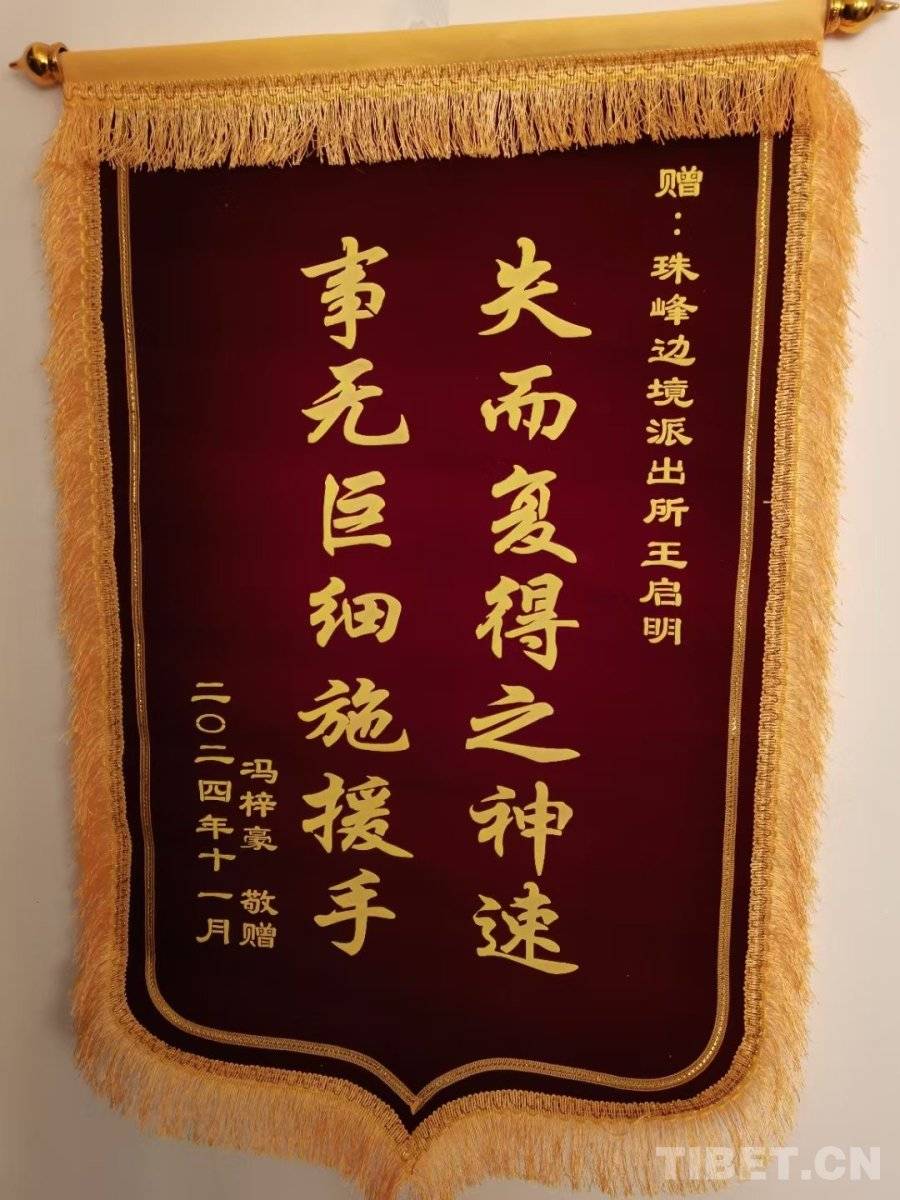 赠：珠峰边境派出所王启明
失而复得之神速
事无巨细施援手
冯梓豪 敬赠
二〇二四年十一月
TIBET.CN